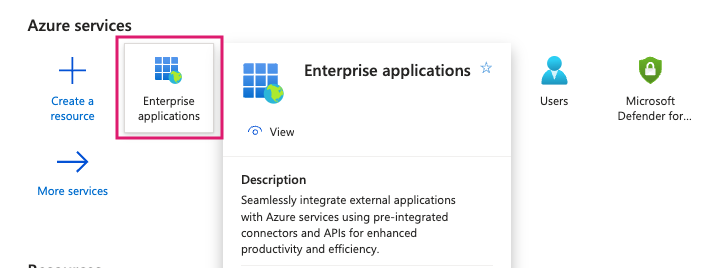 Azure services
Create a
resource
Enterprise
applications
Enterprise applications
View
Description
Seamlessly integrate external applications
with Azure services using pre-integrated
connectors and APIs for enhanced
productivity and efficiency.
Users
Microsoft
Defender for...
More services
Resources